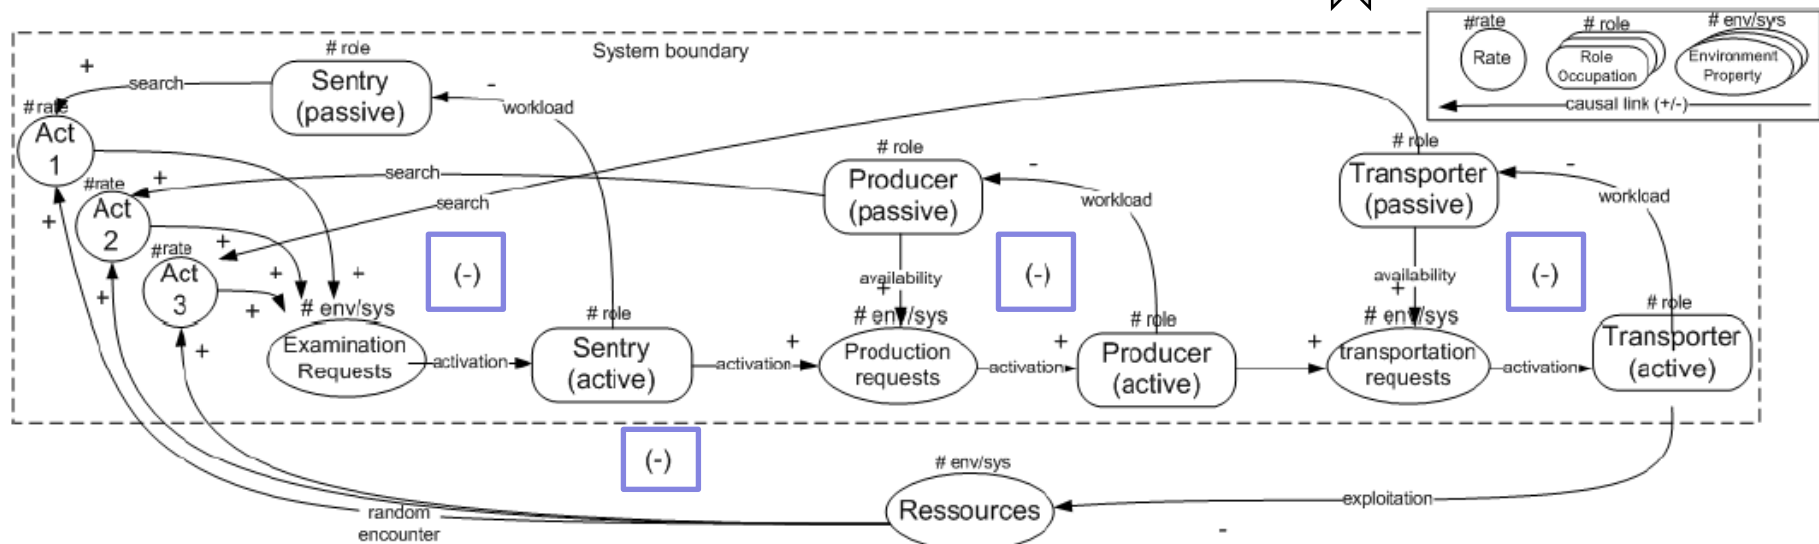 #rate
# role
# env/sys
Rate
Role
Occupation
Environment
Property
causal link (+/-)
System boundary
# role
Sentry
(passive)
+
search
-
workload
#rate
Act
1
#rate
Act
2
#rate
Act
3
+
search
search
+
+
+
+
+
+
+
# env/sys
Examination
Requests
activation
(-)
# role
Sentry
(active)
activation
+
# role
Producer
(passive)
-
workload
availability
+
# env/sys
Production
requests
activation
+
(-)
# role
Producer
(active)
+
# role
Transporter
(passive)
-
workload
availability
+
# env/sys
transportation
requests
activation
(-)
# role
Transporter
(active)
(-)
# env/sys
Ressources
exploitation
-
random
encounter